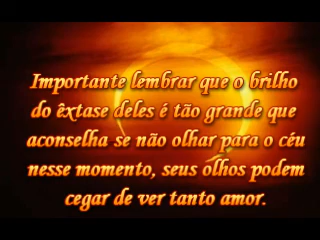 Importante lembrar que o brilho
do êxtase deles é tão grande que
aconselha se não olhar para o céu
nesse momento, seus olhos podem
cegar de ver tanto amor.